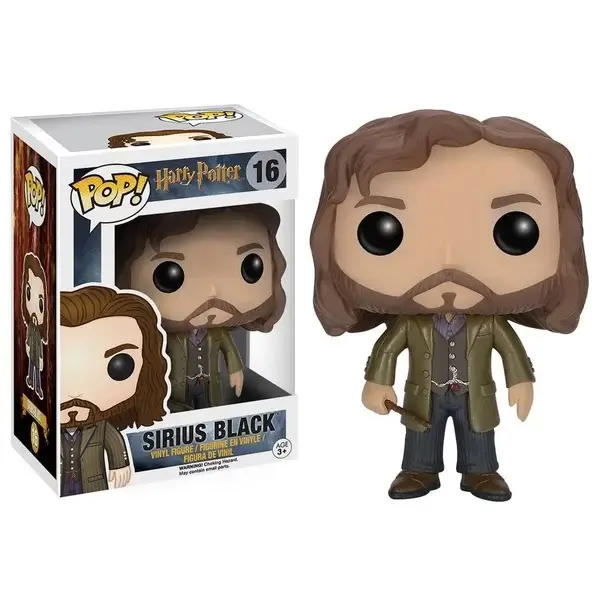 POP!
POP!
Harry Potter
16
POP!
SIRIUS BLACK
VINYL FIGURE / FIGURINE EN VINYLE /
FIGURA DE VINIL
AGE
3+
WARNING! Choking Hazard.
May contain small parts.